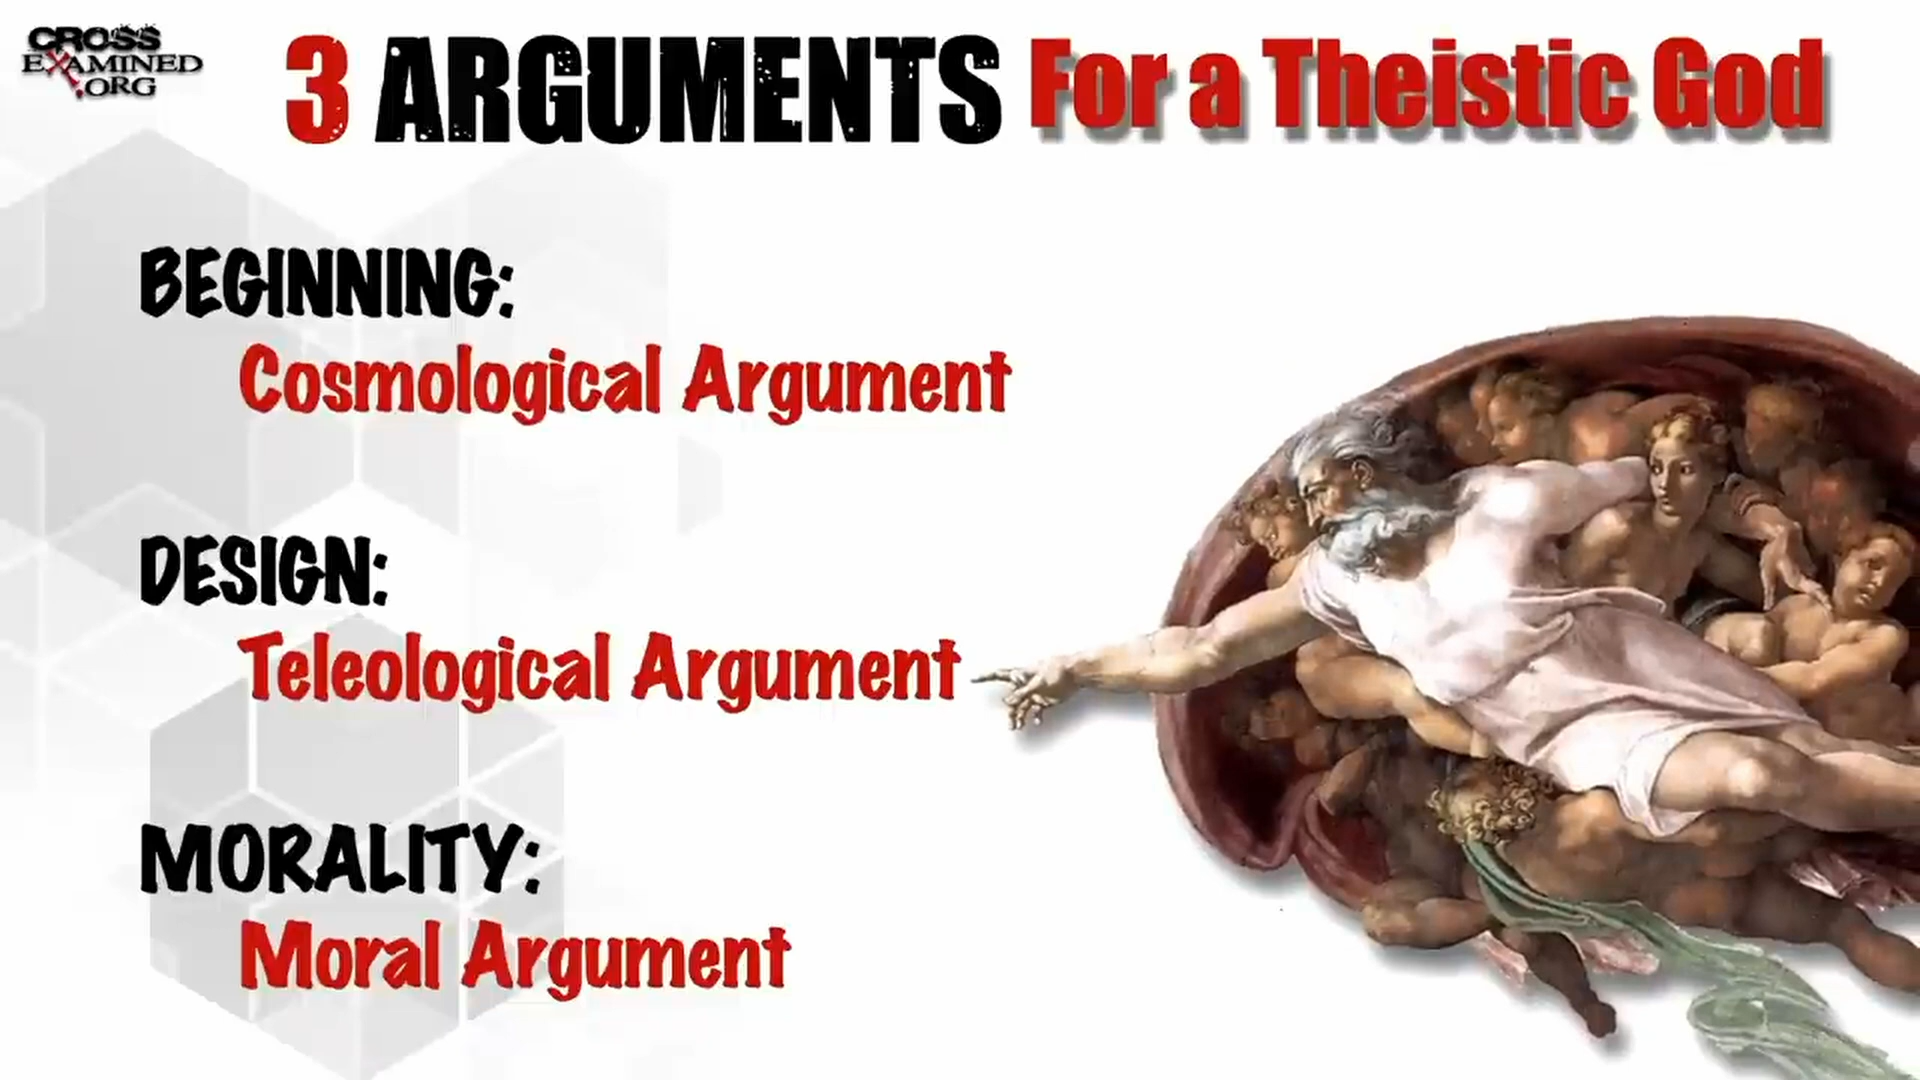 CROSS
EXAMINED
.ORG
3 ARGUMENTS For a Theistic God
BEGINNING:
Cosmological Argument
DESIGN:
Teleological Argument
MORALITY:
Moral Argument